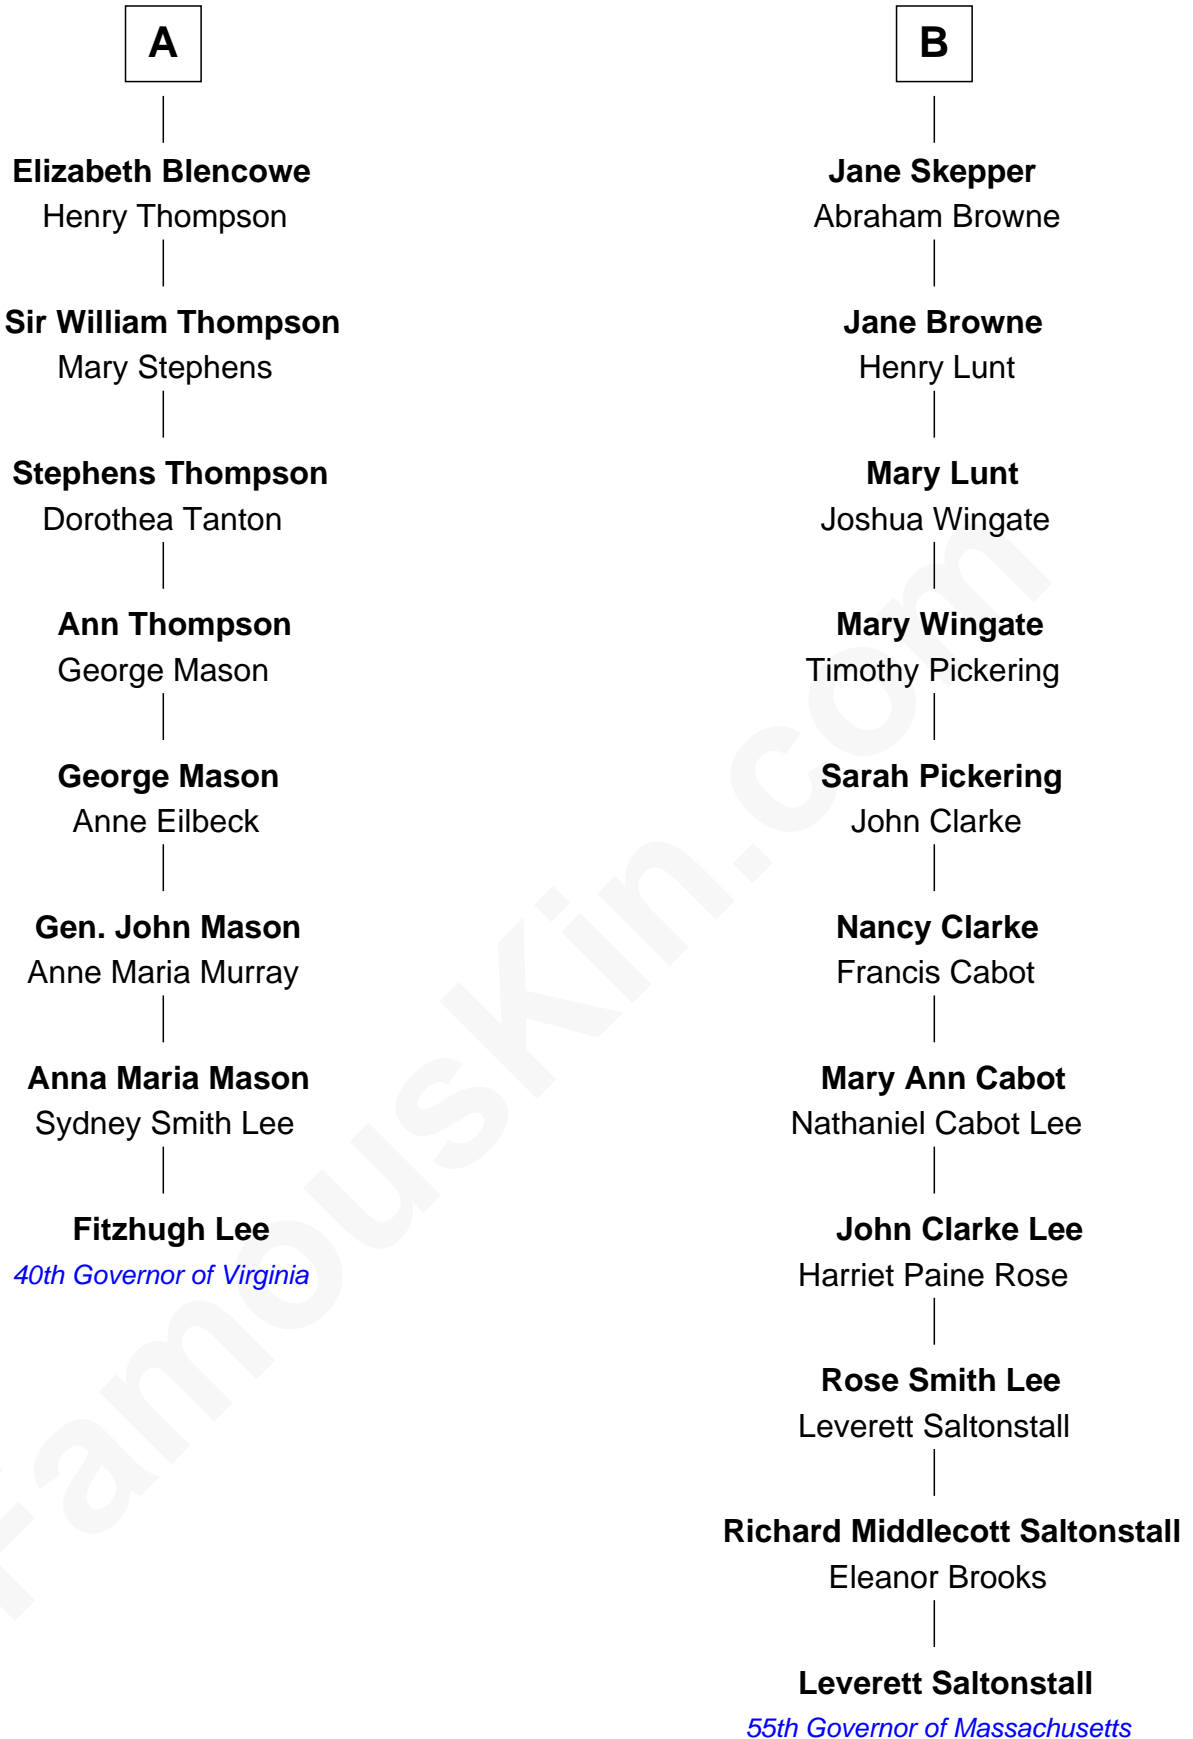 A
Elizabeth Blencowe
Henry Thompson
Sir William Thompson
Mary Stephens
Stephens Thompson
Dorothea Tanton
Ann Thompson
George Mason
George Mason
Anne Eilbeck
Gen. John Mason
Anne Maria Murray
Anna Maria Mason
Sydney Smith Lee
Fitzhugh Lee
40th Governor of Virginia
B
Jane Skepper
Abraham Browne
Jane Browne
Henry Lunt
Mary Lunt
Joshua Wingate
Mary Wingate
Timothy Pickering
Sarah Pickering
John Clarke
Nancy Clarke
Francis Cabot
Mary Ann Cabot
Nathaniel Cabot Lee
John Clarke Lee
Harriet Paine Rose
Rose Smith Lee
Leverett Saltonstall
Richard Middlecott Saltonstall
Eleanor Brooks
Leverett Saltonstall
55th Governor of Massachusetts
FamousKin.com